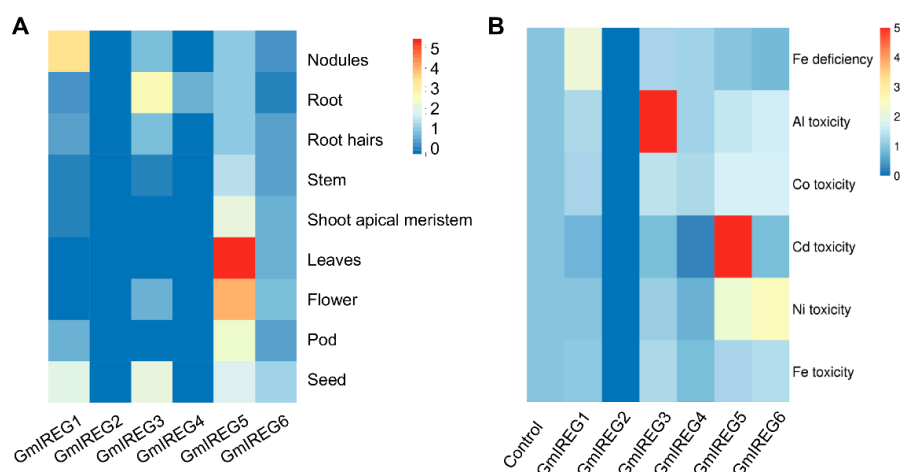 A
Nodules
Root
Root hairs
Stem
Shoot apical meristem
Leaves
Flower
Pod
Seed
5
4
3
2
1
0
GmIREG1
GmIREG2
GmIREG3
GmIREG4
GmIREG5
GmIREG6
B
Fe deficiency
Al toxicity
Co toxicity
Cd toxicity
Ni toxicity
Fe toxicity
5
4
3
2
1
0
Control
GmIREG1
GmIREG2
GmIREG3
GmIREG4
GmIREG5
GmIREG6